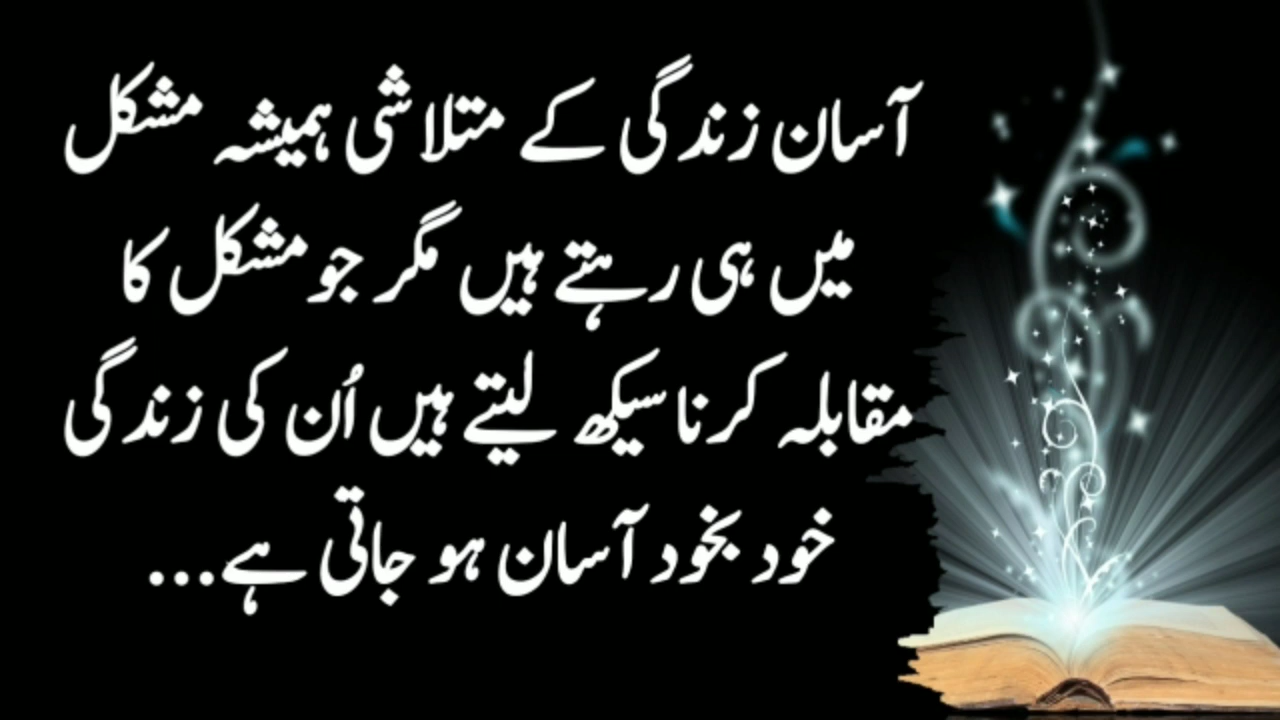 آسان زندگی کے متلاشی ہمیشہ مشکل
میں ہی رہتے ہیں مگر جو مشکل کا
مقابلہ کرنا سیکھ لیتے ہیں اُن کی زندگی
خود بخود آسان ہو جاتی ہے...